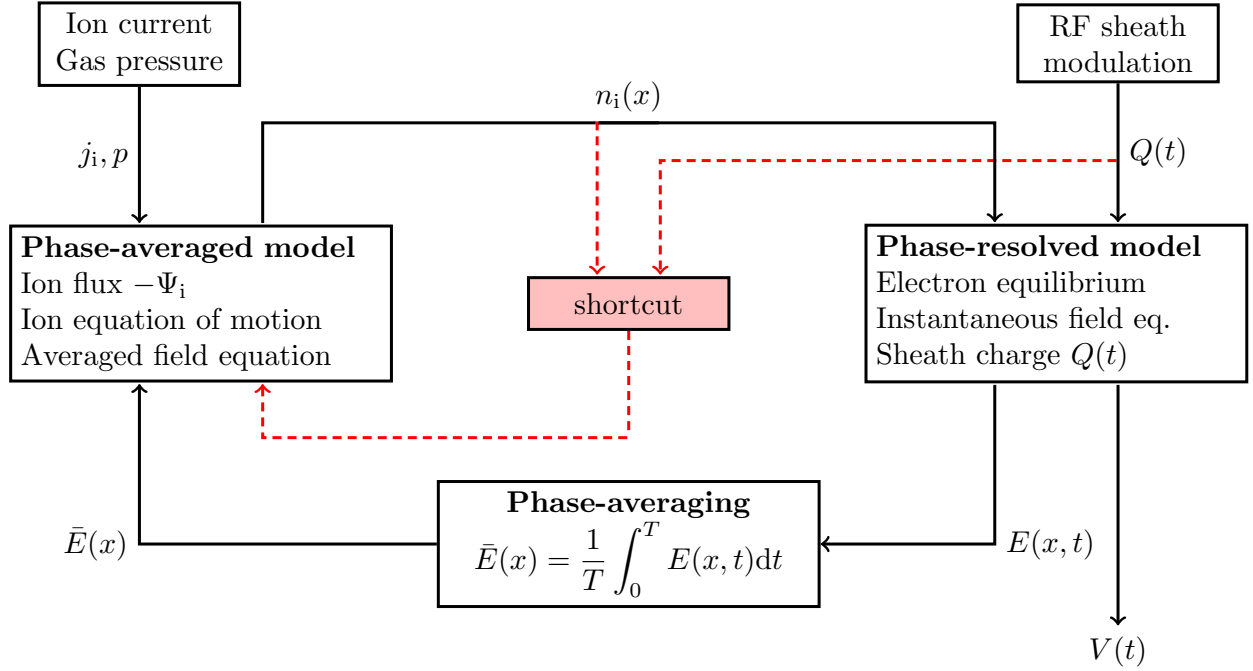 Ion current
Gas pressure
RF sheath
modulation
n_i(x)
j_i, p
Q(t)
Phase-averaged model
Ion flux −Ψ_i
Ion equation of motion
Averaged field equation
shortcut
Phase-resolved model
Electron equilibrium
Instantaneous field eq.
Sheath charge Q(t)
Phase-averaging
Ē(x) = 1/T ∫_0^T E(x, t)dt
Ē(x)
E(x, t)
V(t)